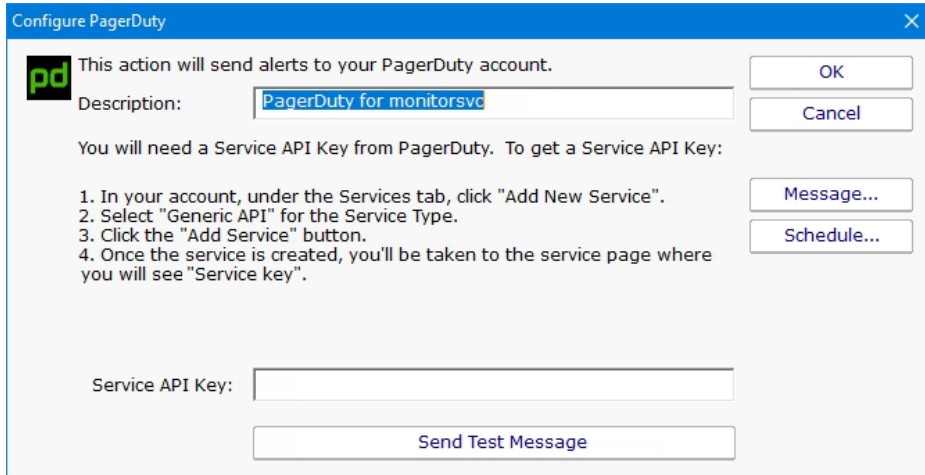 Configure PagerDuty
pd
This action will send alerts to your PagerDuty account.
OK
Description:
PagerDuty for monitorsvc
Cancel
You will need a Service API Key from PagerDuty. To get a Service API Key:
1. In your account, under the Services tab, click "Add New Service".
Message...
2. Select "Generic API" for the Service Type.
3. Click the "Add Service" button.
Schedule...
4. Once the service is created, you'll be taken to the service page where
you will see "Service key".
Service API Key:
Send Test Message